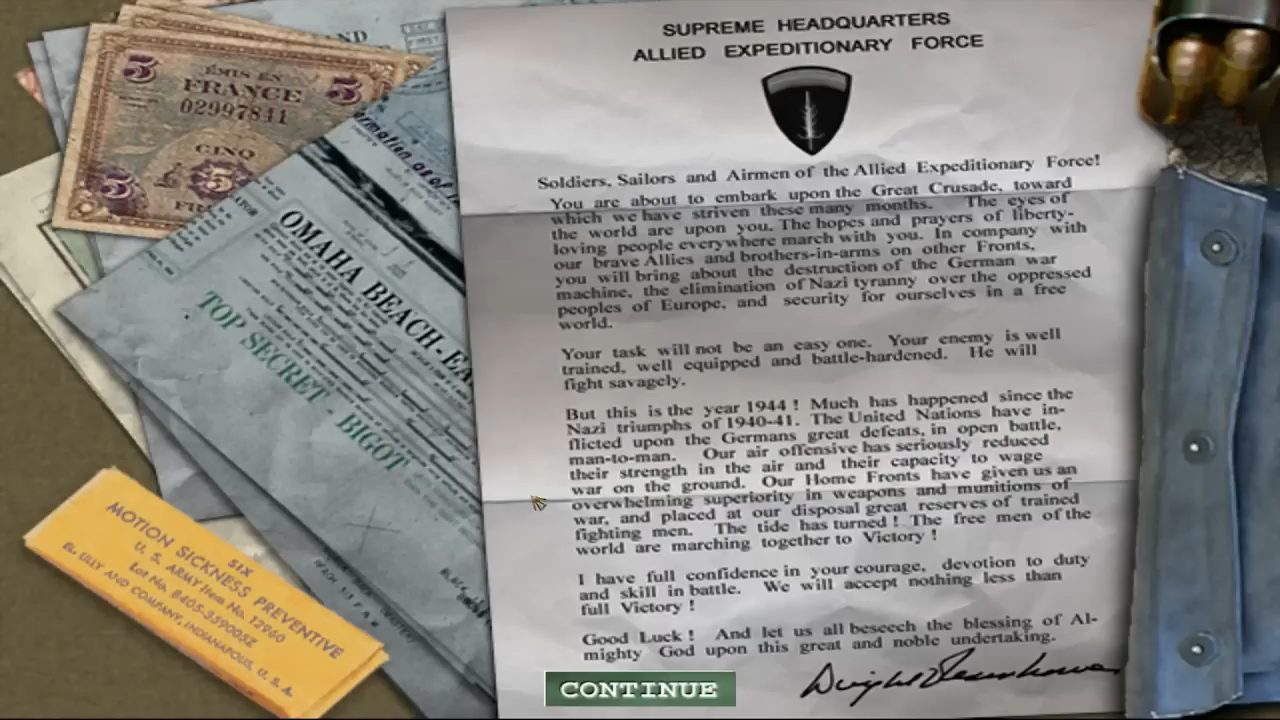 SUPREME HEADQUARTERS
ALLIED EXPEDITIONARY FORCE
Soldiers, Sailors and Airmen of the Allied Expeditionary Force!
You are about to embark upon the Great Crusade, toward
which we have striven these many months. The eyes of
the world are upon you. The hopes and prayers of liberty-
loving people everywhere march with you. In company with
our brave Allies and brothers-in-arms on other Fronts,
you will bring about the destruction of the German war
machine, the elimination of Nazi tyranny over the oppressed
peoples of Europe, and security for ourselves in a free
world.
Your task will not be an easy one. Your enemy is well
trained, well equipped and battle-hardened. He will
fight savagely.
But this is the year 1944 ! Much has happened since the
Nazi triumphs of 1940-41. The United Nations have in-
flicted upon the Germans great defeats, in open battle,
man-to-man. Our air offensive has seriously reduced
their strength in the air and their capacity to wage
war on the ground. Our Home Fronts have given us an
overwhelming superiority in weapons and munitions of
war, and placed at our disposal great reserves of trained
fighting men. The tide has turned ! The free men of the
world are marching together to Victory !
I have full confidence in your courage, devotion to duty
and skill in battle. We will accept nothing less than
full Victory !
Good Luck ! And let us all beseech the blessing of Al-
mighty God upon this great and noble undertaking.
Dwight Eisenhower
CONTINUE
5 5
ÉMIS EN
FRANCE
02997841
CINQ
5 5
OMAHA BEACH-EA
TOP SECRET - BIGOT
SIX
MOTION SICKNESS PREVENTIVE
U. S. ARMY Item No. 12960
Lot No. 8405-359005Z
EL LILLY AND COMPANY, INDIANAPOLIS, U. S. A.